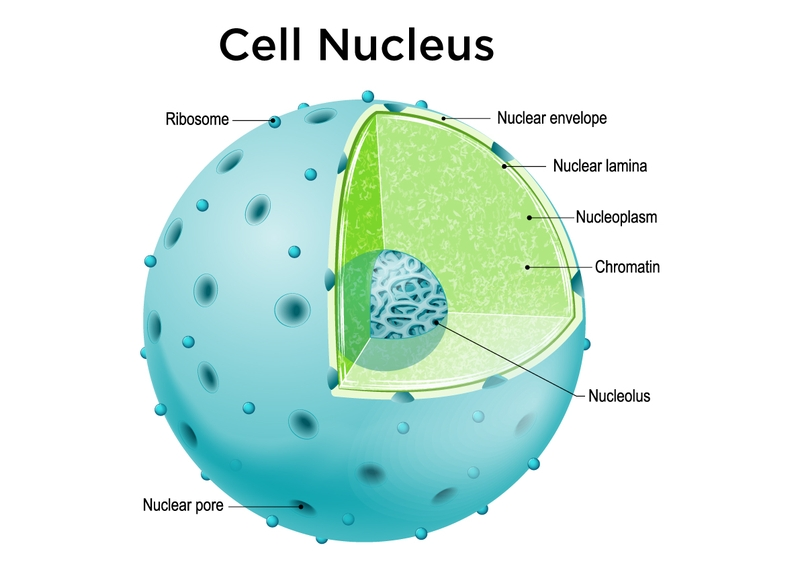 Cell Nucleus
Ribosome
Nuclear envelope
Nuclear lamina
Nucleoplasm
Chromatin
Nucleolus
Nuclear pore